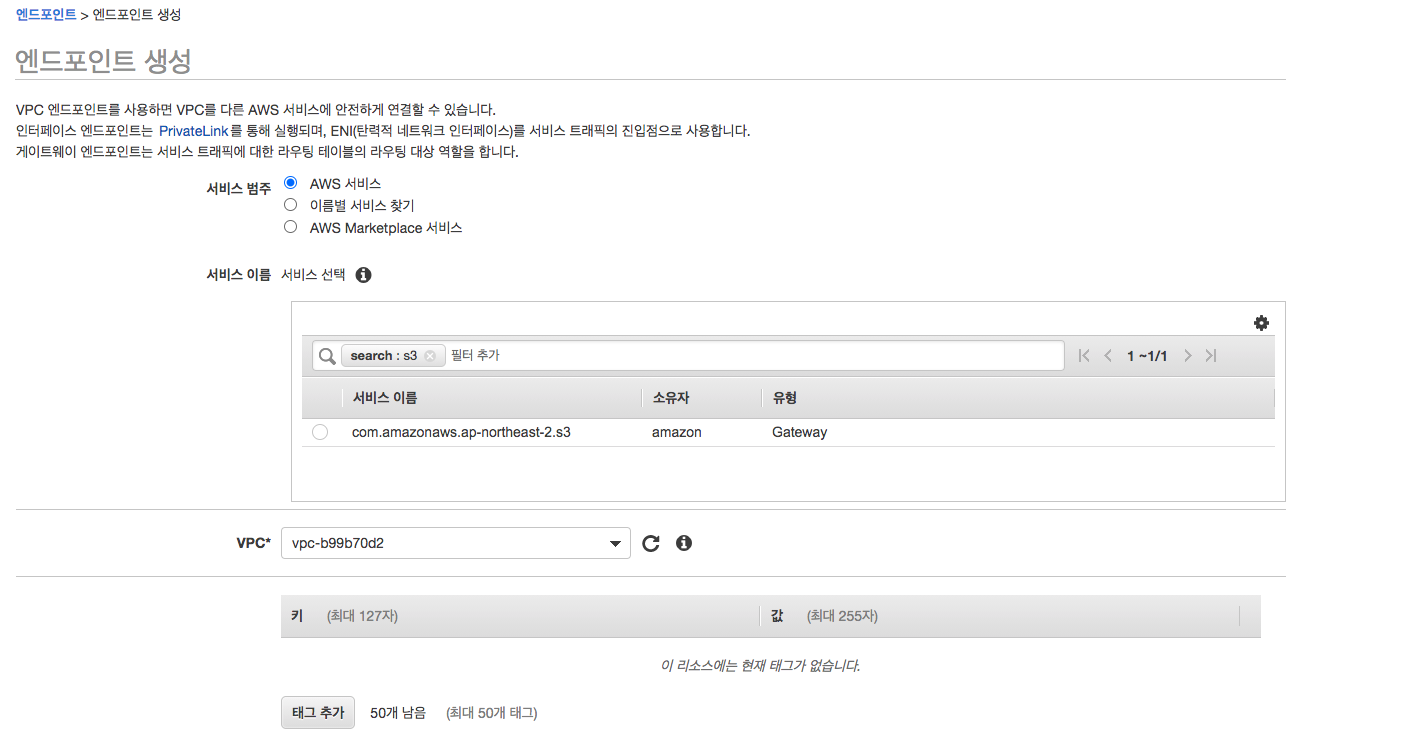 엔드포인트 > 엔드포인트 생성
엔드포인트 생성
VPC 엔드포인트를 사용하면 VPC를 다른 AWS 서비스에 안전하게 연결할 수 있습니다.
인터페이스 엔드포인트는 PrivateLink를 통해 실행되며, ENI(탄력적 네트워크 인터페이스)를 서비스 트래픽의 진입점으로 사용합니다.
게이트웨이 엔드포인트는 서비스 트래픽에 대한 라우팅 테이블의 라우팅 대상 역할을 합니다.
서비스 범주 AWS 서비스
이름별 서비스 찾기
AWS Marketplace 서비스
서비스 이름 서비스 선택
search : s3 필터 추가 1 ~1/1
서비스 이름 소유자 유형
com.amazonaws.ap-northeast-2.s3 amazon Gateway
VPC* vpc-b99b70d2
키 (최대 127자) 값 (최대 255자)
이 리소스에는 현재 태그가 없습니다.
태그 추가 50개 남음 (최대 50개 태그)